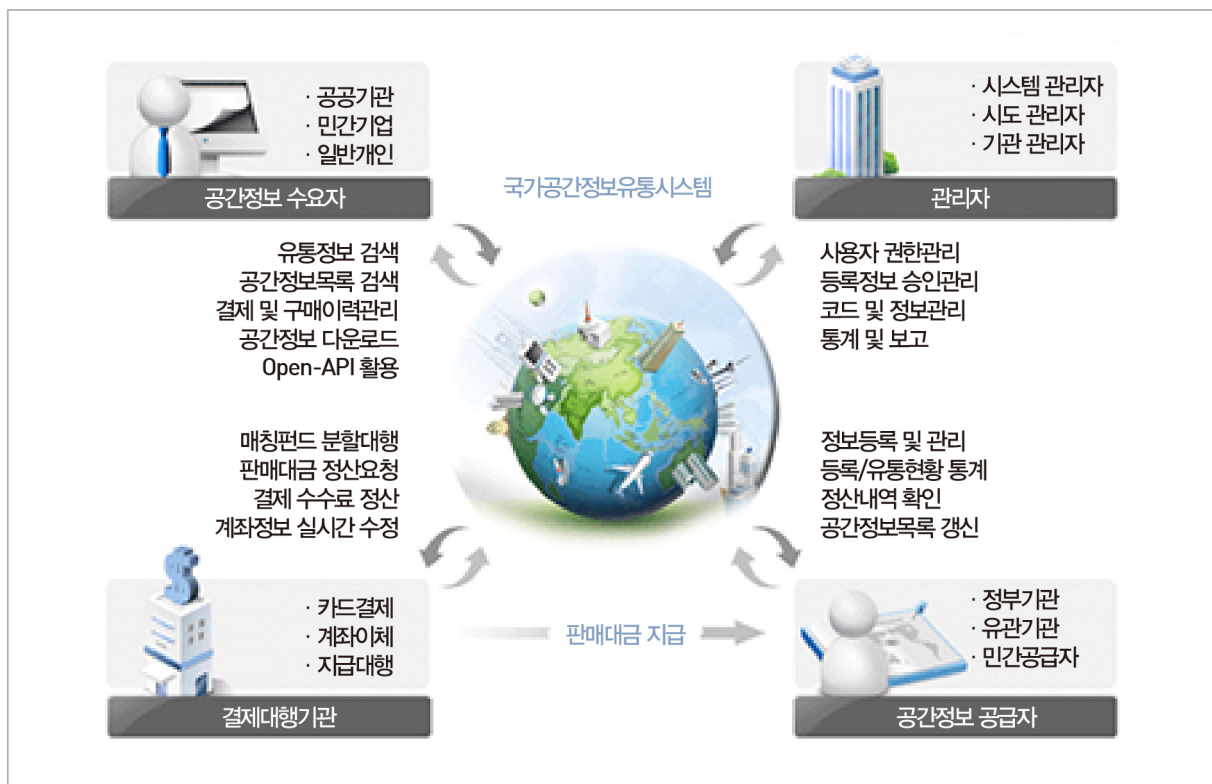 · 공공기관
· 민간기업
· 일반개인
공간정보 수요자
· 시스템 관리자
· 시도 관리자
· 기관 관리자
관리자
국가공간정보유통시스템
유통정보 검색
공간정보목록 검색
결제 및 구매이력관리
공간정보 다운로드
Open-API 활용
사용자 권한관리
등록정보 승인관리
코드 및 정보관리
통계 및 보고
매칭펀드 분할대행
판매대금 정산요청
결제 수수료 정산
계좌정보 실시간 수정
정보등록 및 관리
등록/유통현황 통계
정산내역 확인
공간정보목록 갱신
· 카드결제
· 계좌이체
· 지급대행
결제대행기관
판매대금 지급
· 정부기관
· 유관기관
· 민간공급자
공간정보 공급자